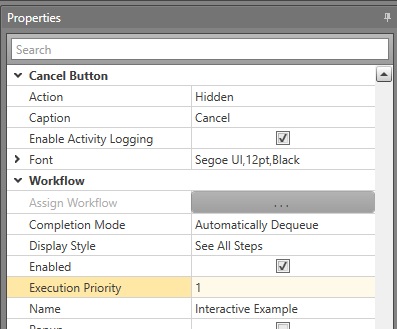 Properties
Search
Cancel Button
Action Hidden
Caption Cancel
Enable Activity Logging
Font Segoe UI,12pt,Black
Workflow
Assign Workflow ...
Completion Mode Automatically Dequeue
Display Style See All Steps
Enabled
Execution Priority 1
Name Interactive Example